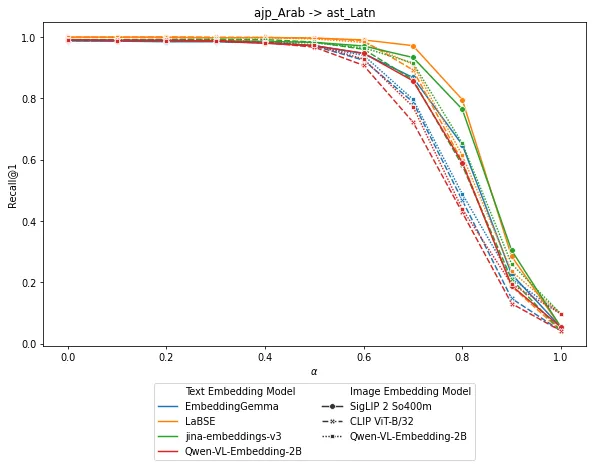 ajp_Arab -> ast_Latn
Recall@1
1.0
0.8
0.6
0.4
0.2
0.0
0.0 0.2 0.4 0.6 0.8 1.0
α
Text Embedding Model
EmbeddingGemma
LaBSE
jina-embeddings-v3
Qwen-VL-Embedding-2B
Image Embedding Model
SigLIP 2 So400m
CLIP ViT-B/32
Qwen-VL-Embedding-2B